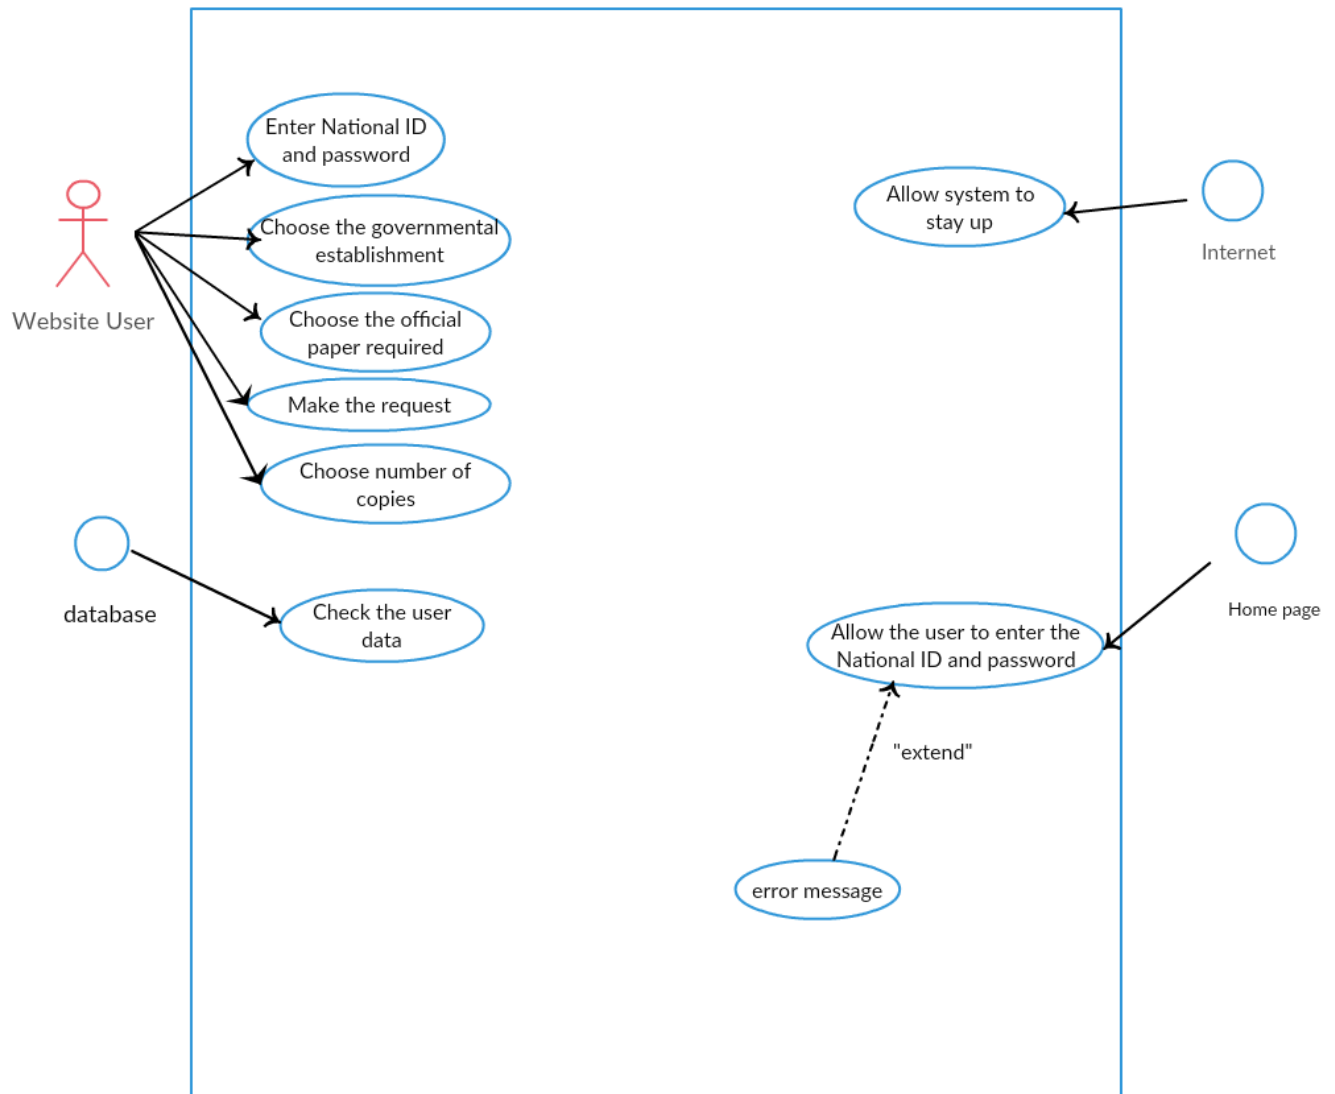 Enter National ID
and password
Choose the governmental
establishment
Choose the official
paper required
Make the request
Choose number of
copies
Website User
database
Check the user
data
Allow system to
stay up
Internet
Home page
Allow the user to enter the
National ID and password
"extend"
error message